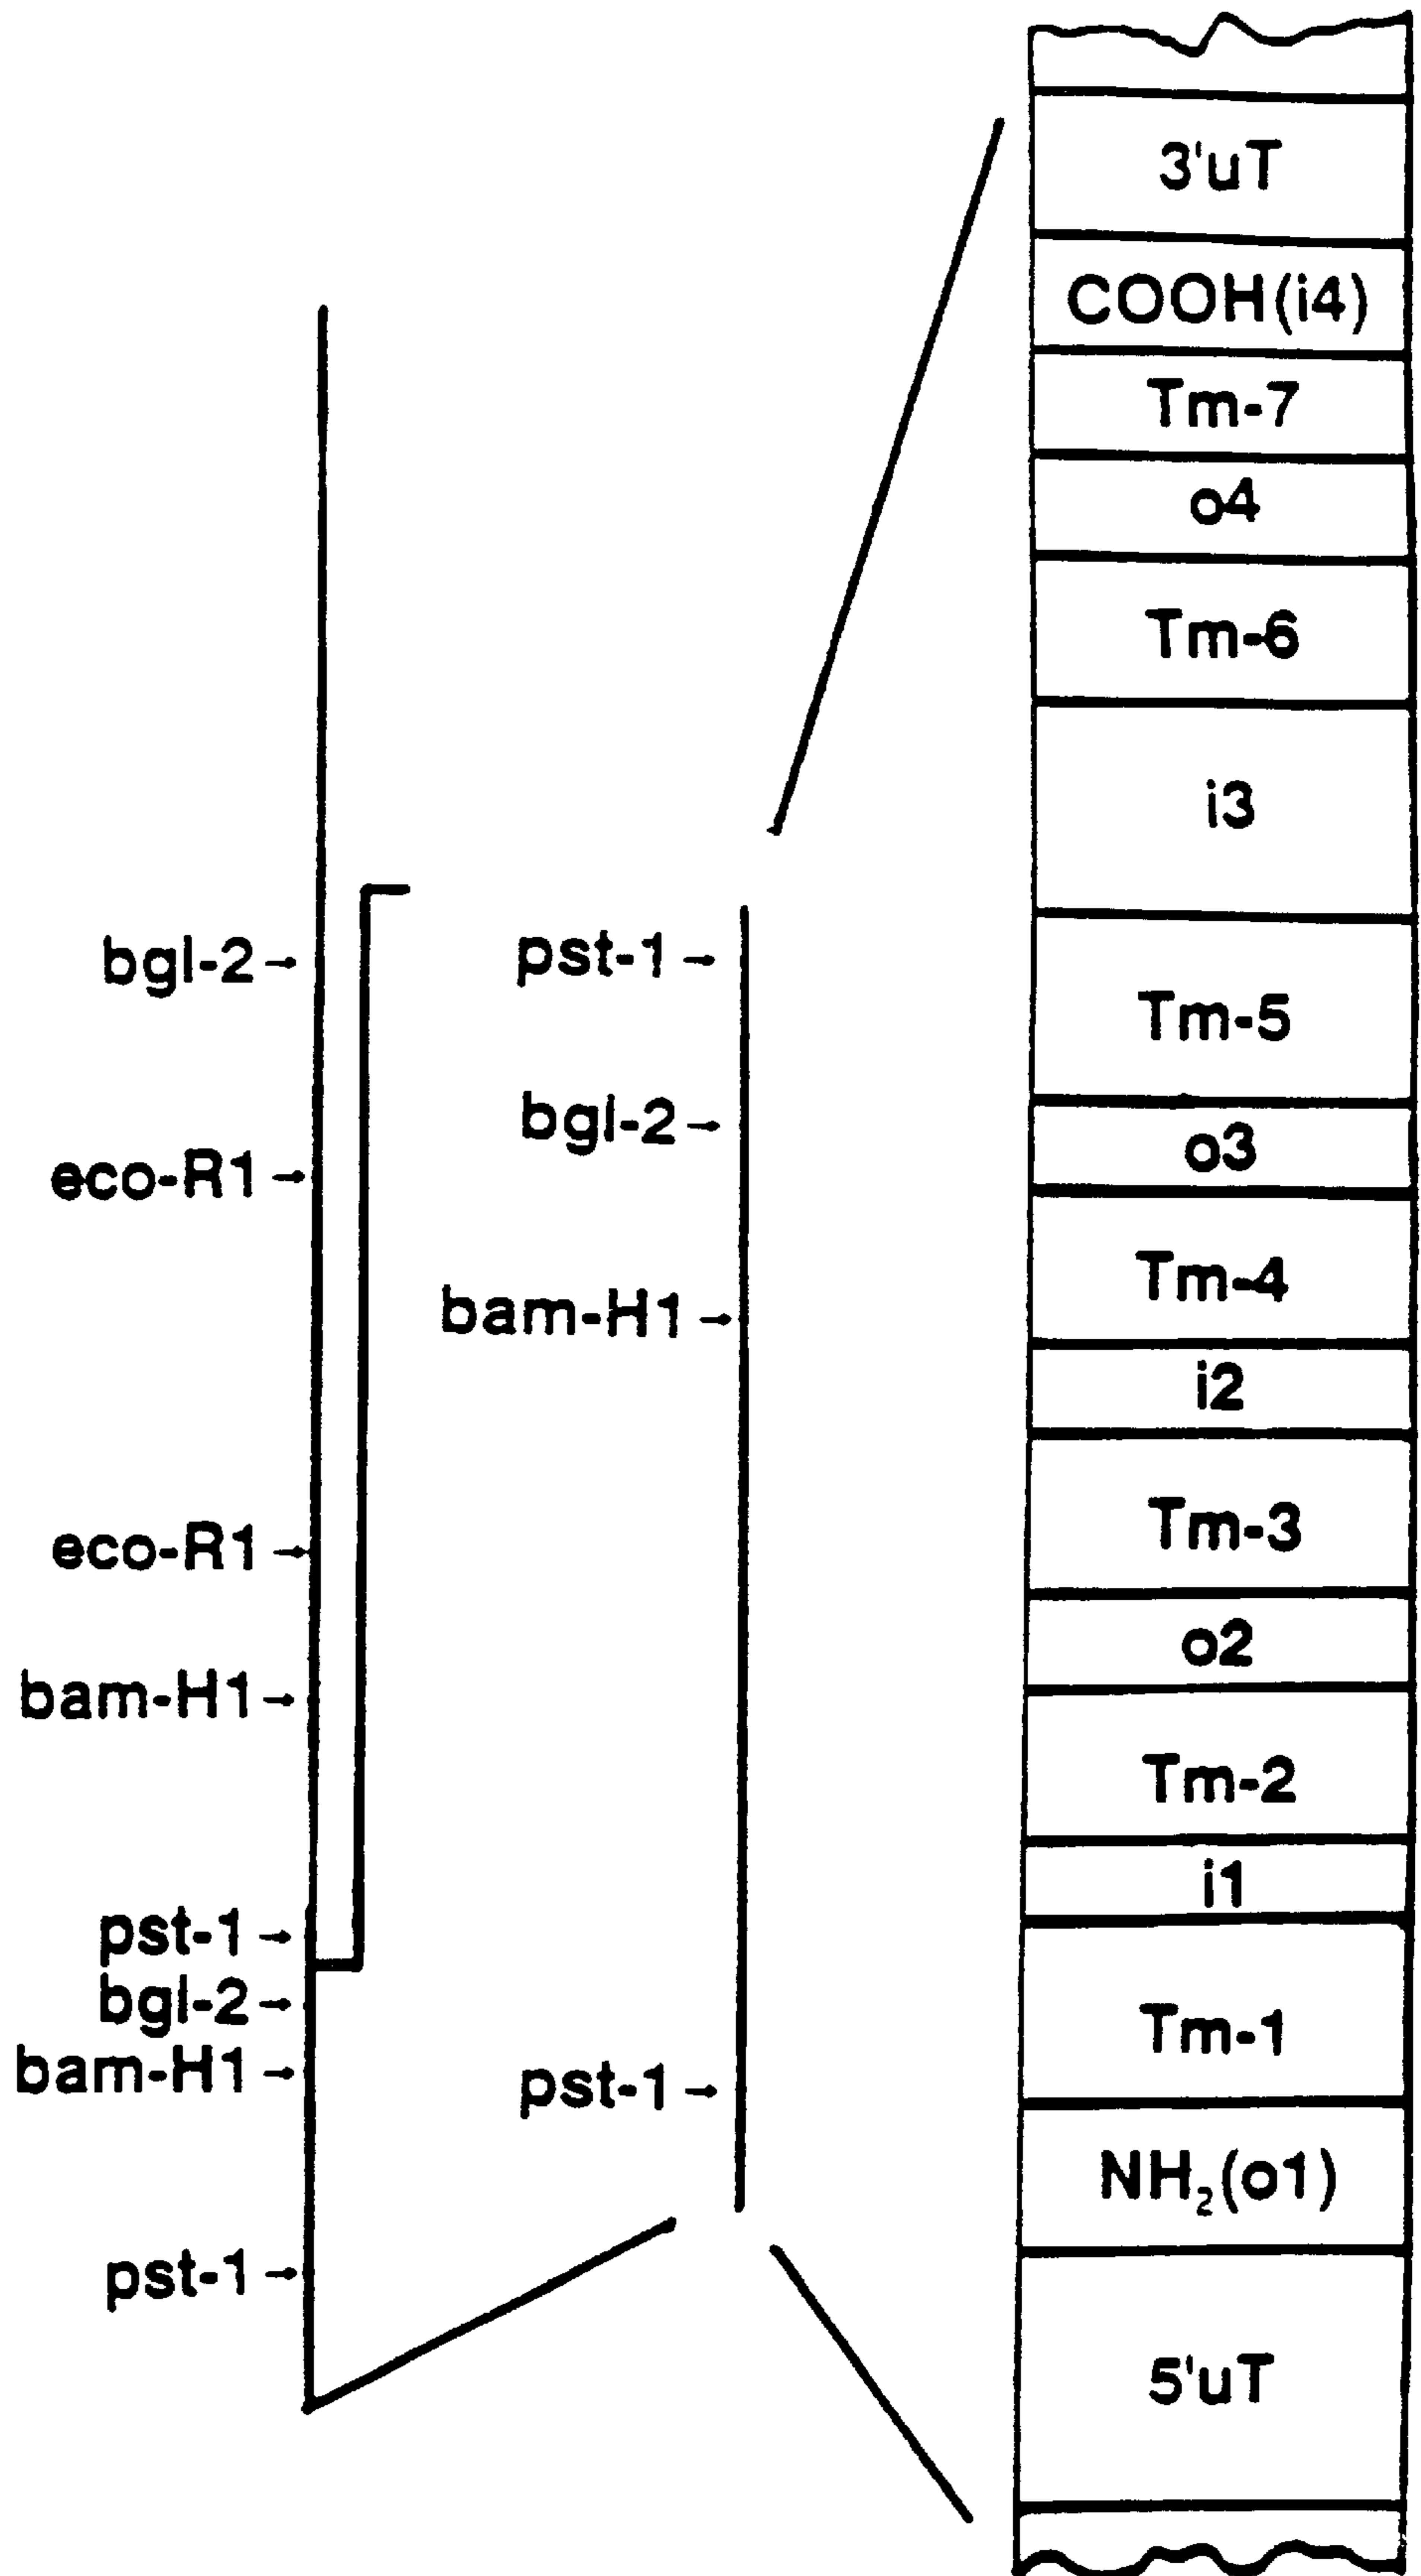 bgl-2
eco-R1
eco-R1
bam-H1
pst-1
bgl-2
bam-H1
pst-1
pst-1
bgl-2
bam-H1
pst-1
3'uT
COOH(i4)
Tm-7
o4
Tm-6
i3
Tm-5
o3
Tm-4
i2
Tm-3
o2
Tm-2
i1
Tm-1
NH₂(o1)
5'uT